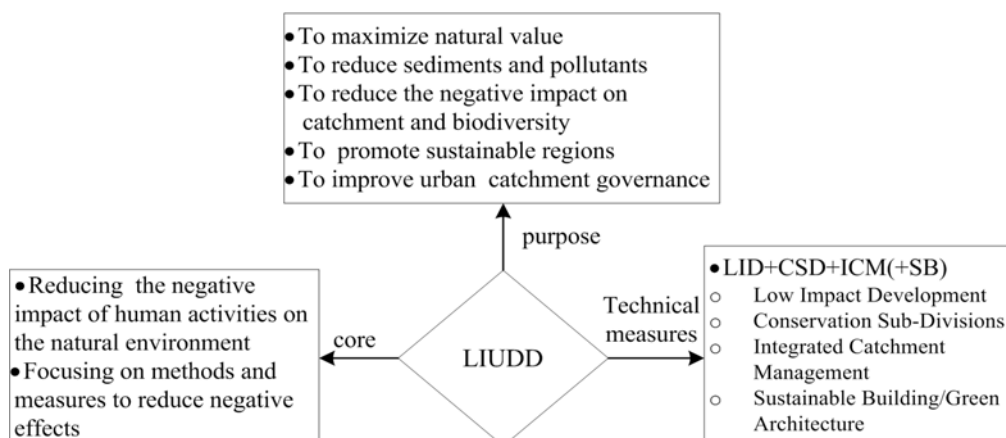 ●To maximize natural value
●To reduce sediments and pollutants
●To reduce the negative impact on
catchment and biodiversity
●To promote sustainable regions
●To improve urban catchment governance
purpose
●Reducing the negative
impact of human activities on
the natural environment
●Focusing on methods and
measures to reduce negative
effects
core
LIUDD
Technical
measures
●LID+CSD+ICM(+SB)
○ Low Impact Development
○ Conservation Sub-Divisions
○ Integrated Catchment
Management
○ Sustainable Building/Green
Architecture